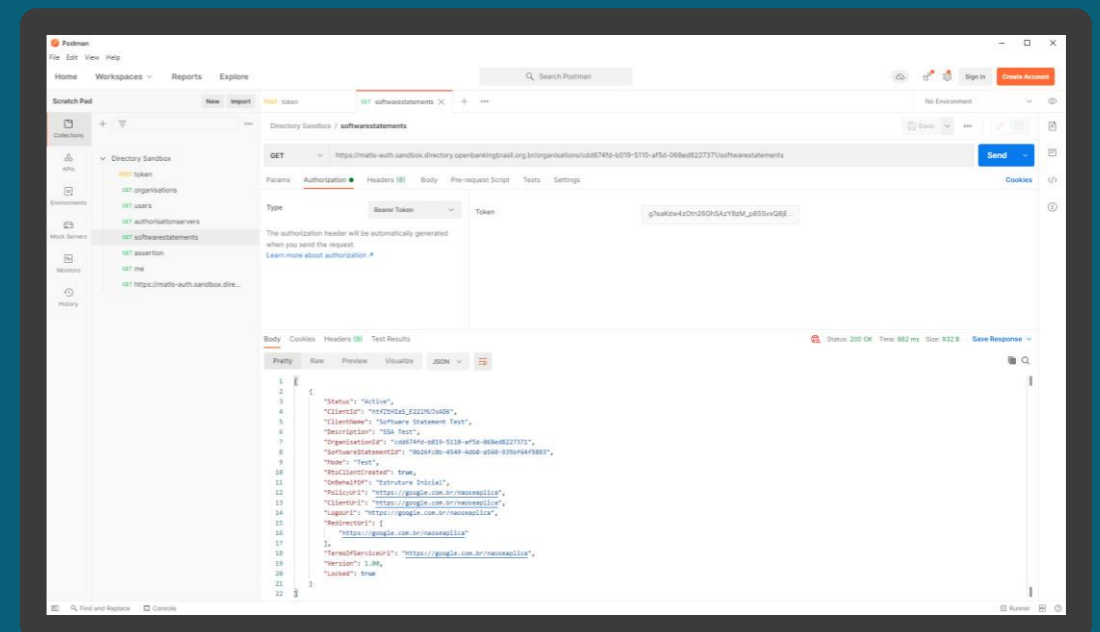 Postman
File Edit View Help
Home Workspaces Reports Explore
Search Postman
Sign In Create Account
Scratch Pad New Import
POST token GET softwarestatements
No Environment
Directory Sandbox / softwarestatements
Save
Collections
APIs
Environments
Mock Servers
Monitors
History
Directory Sandbox
POST token
GET organisations
GET users
GET authorisationservers
GET softwarestatements
GET assertion
GET me
GET https://matls-auth.sandbox.dire...
GET https://matls-auth.sandbox.directory.openbankingbrasil.org.br/organisations/cdd674fd-b019-5110-af5d-068ed8227371/softwarestatements
Send
Params Authorization Headers (8) Body Pre-request Script Tests Settings
Cookies
Type Bearer Token
Token
The authorization header will be automatically generated
when you send the request.
Learn more about authorization
Body Cookies Headers (8) Test Results
Status: 200 OK Time: 882 ms Size: 932 B Save Response
Pretty Raw Preview Visualize JSON
1 [
2 {
3 "Status": "Active",
4 "ClientId":
5 "ClientName": "Software Statement Test",
6 "Description": "SSA Test",
7 "OrganisationId": "cdd674fd-b019-5110-af5d-068ed8227371",
8 "SoftwareStatementId":
9 "Mode": "Test",
10 "RtsClientCreated": true,
11 "OnBehalfOf": "Estrutura Inicial",
12 "PolicyUri": "https://google.com.br/naoseaplica",
13 "ClientUri": "https://google.com.br/naoseaplica",
14 "LogoUri": "https://google.com.br/naoseaplica",
15 "RedirectUri": [
16 "https://google.com.br/naoseaplica"
17 ],
18 "TermsOfServiceUri": "https://google.com.br/naoseaplica",
19 "Version": 1.00,
20 "Locked": true
21 }
22 ]
Find and Replace Console
Runner